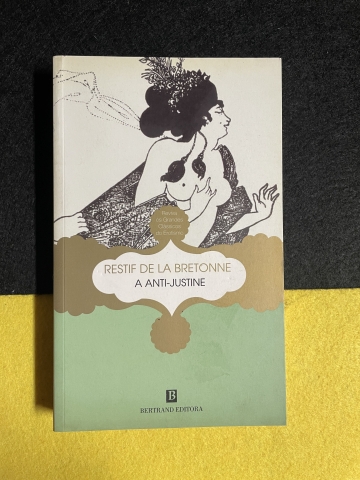 RESTIF DE LA BRETONNE
A ANTI-JUSTINE
B
BERTRAND EDITORA